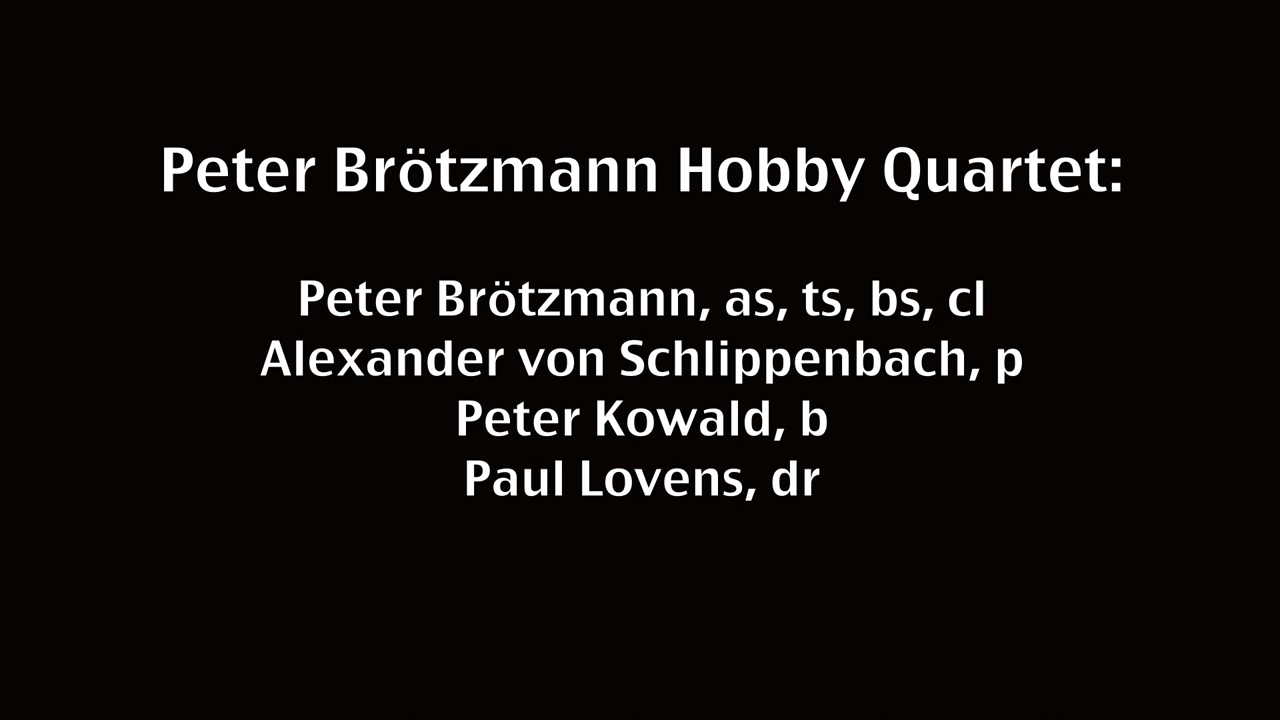 Peter Brötzmann Hobby Quartet:
Peter Brötzmann, as, ts, bs, cl
Alexander von Schlippenbach, p
Peter Kowald, b
Paul Lovens, dr